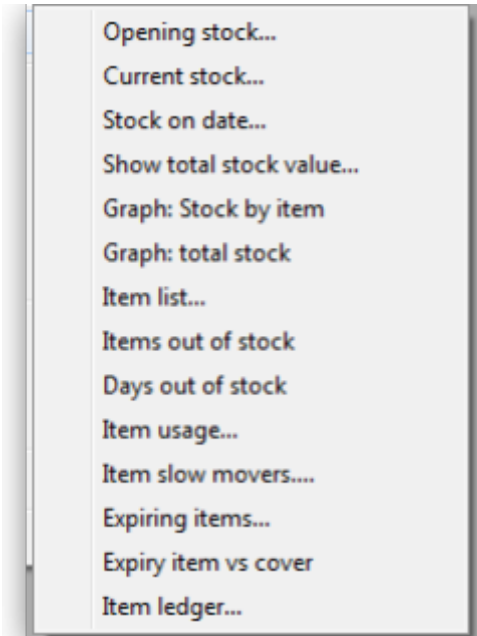 Opening stock...
Current stock...
Stock on date...
Show total stock value...
Graph: Stock by item
Graph: total stock
Item list...
Items out of stock
Days out of stock
Item usage...
Item slow movers....
Expiring items...
Expiry item vs cover
Item ledger...